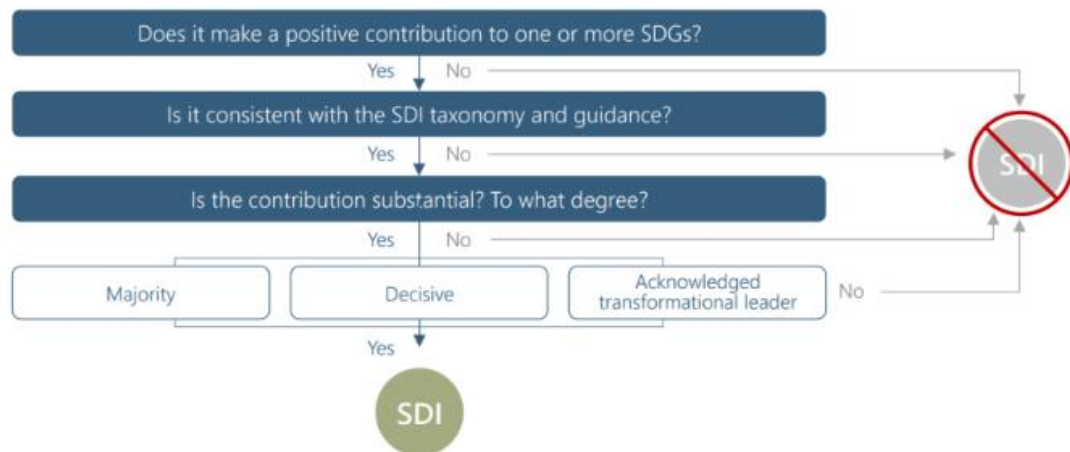 Does it make a positive contribution to one or more SDGs?
Yes No
Is it consistent with the SDI taxonomy and guidance?
Yes No
SDI
Is the contribution substantial? To what degree?
Yes No
Majority
Decisive
Acknowledged
transformational leader
No
Yes
SDI